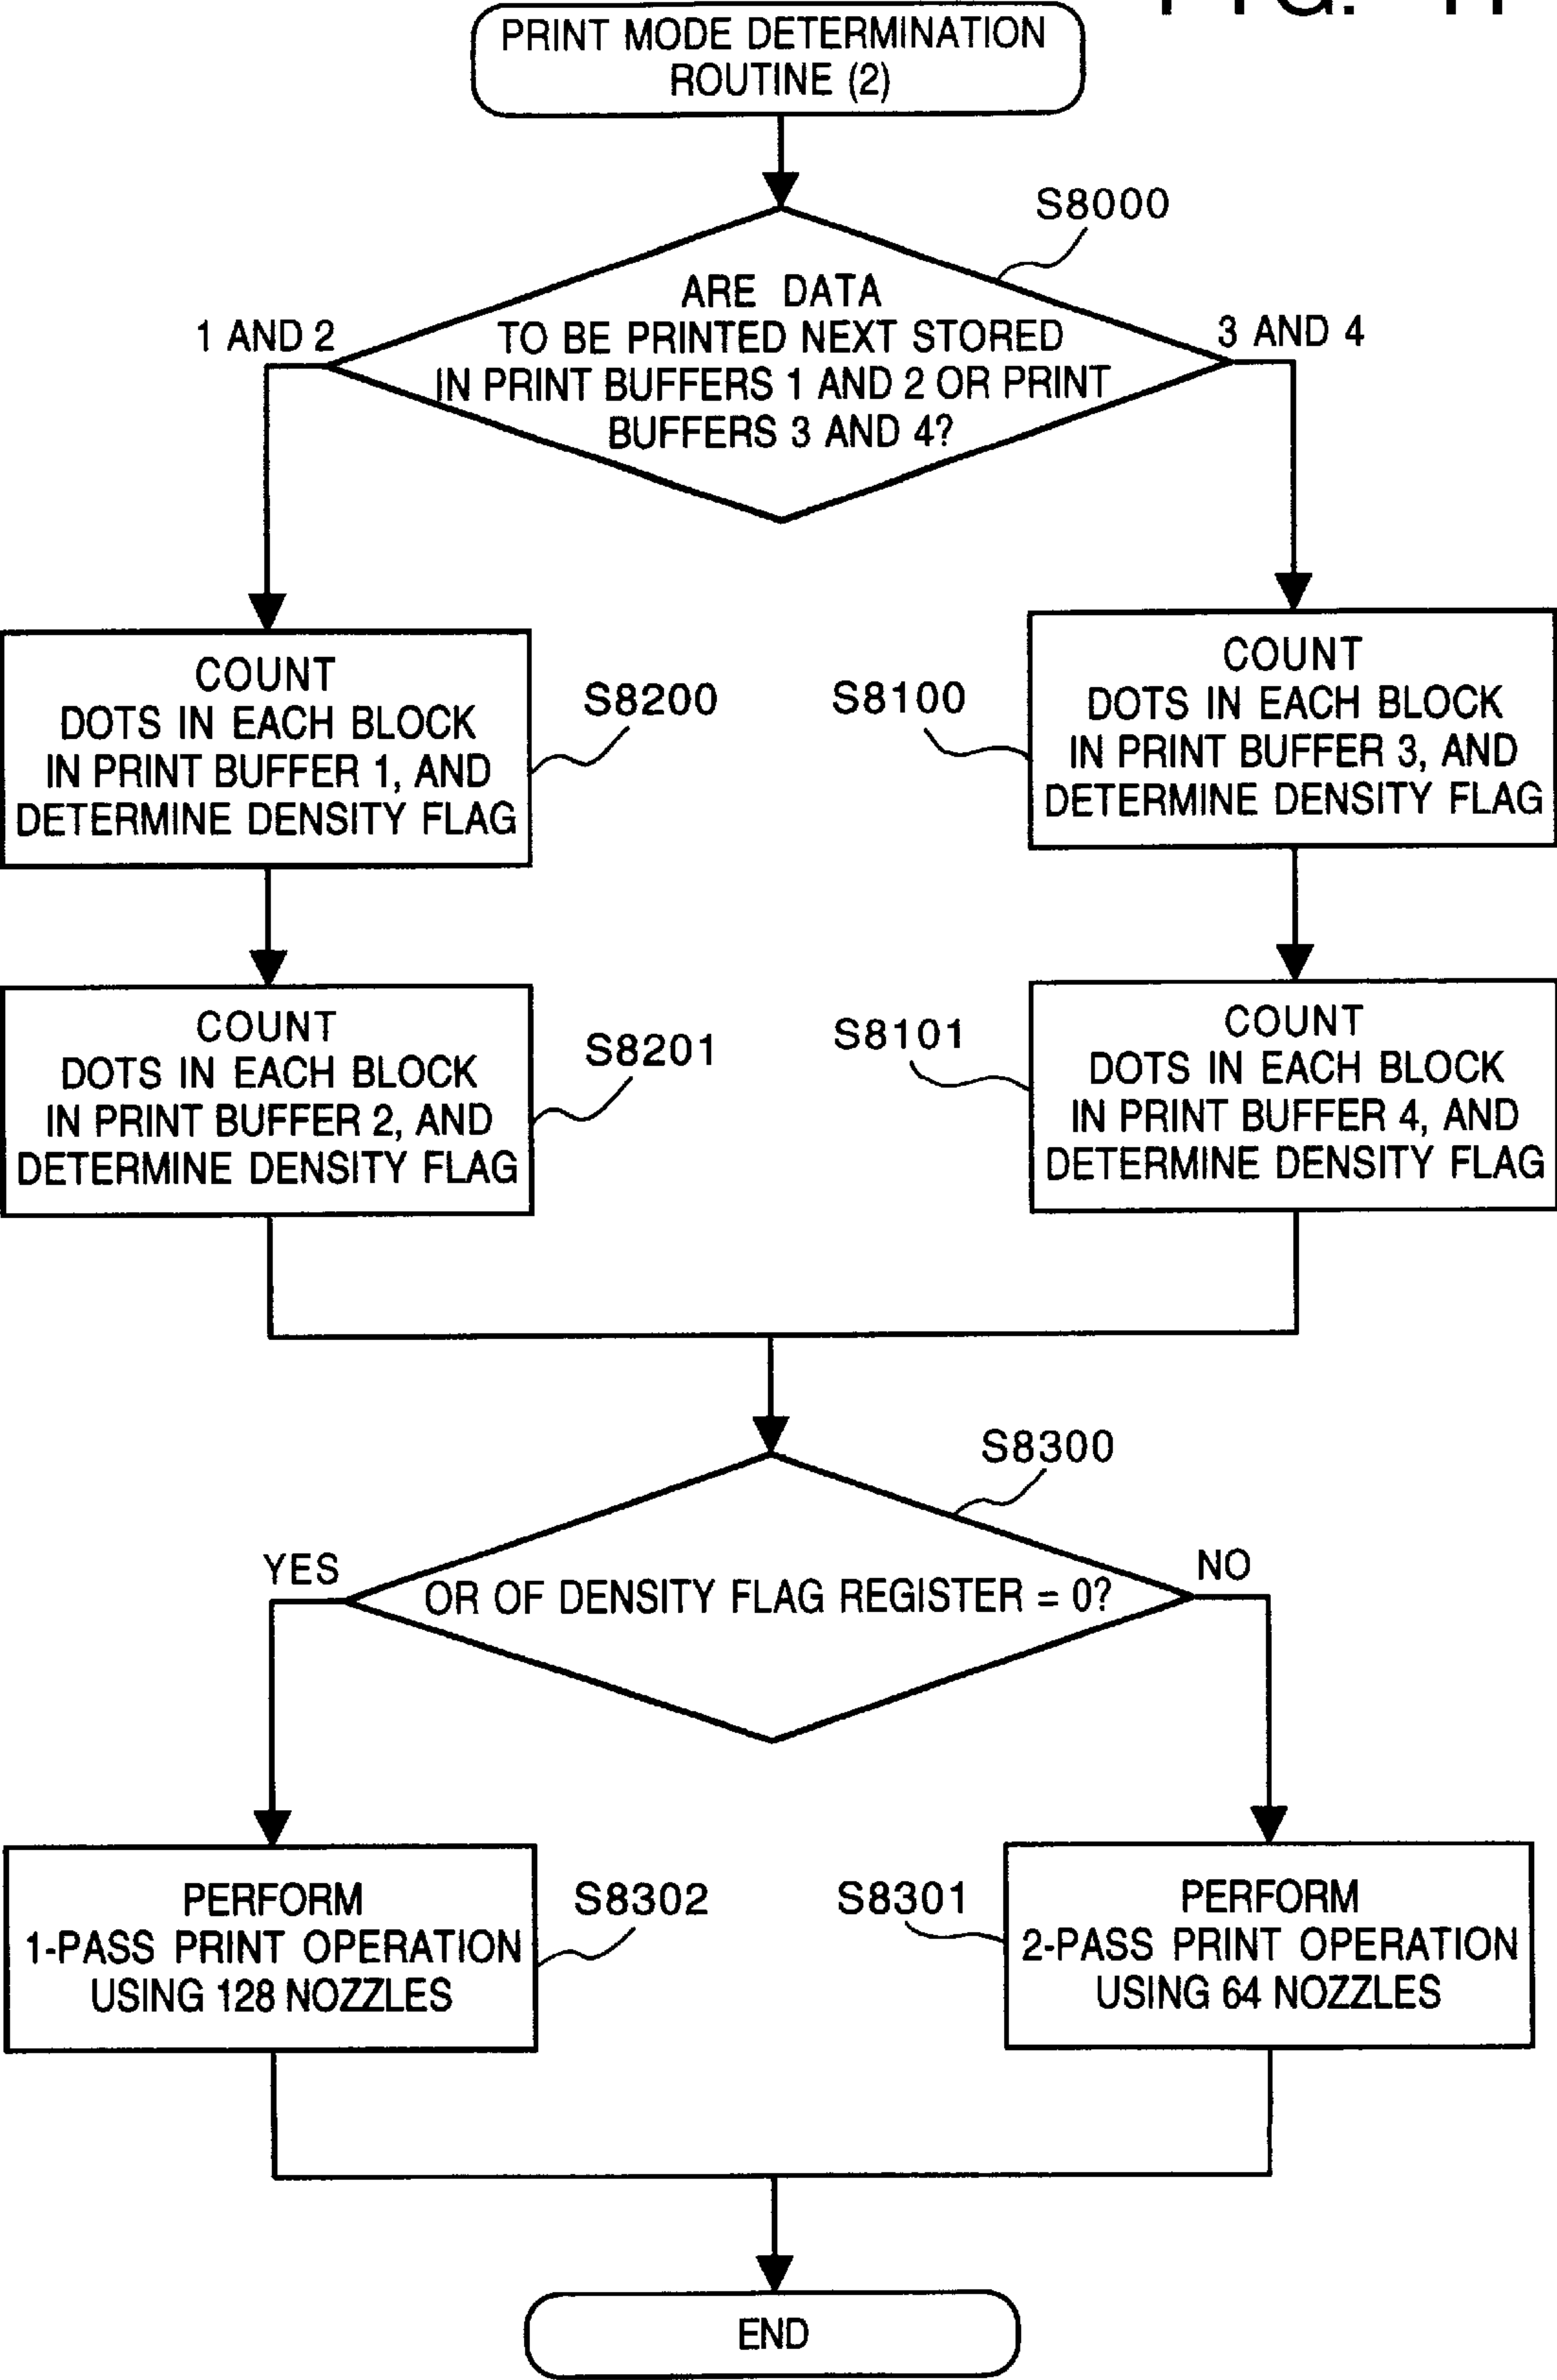 PRINT MODE DETERMINATION
ROUTINE (2)
S8000
ARE DATA
TO BE PRINTED NEXT STORED
IN PRINT BUFFERS 1 AND 2 OR PRINT
BUFFERS 3 AND 4?
1 AND 2
3 AND 4
COUNT
DOTS IN EACH BLOCK
IN PRINT BUFFER 1, AND
DETERMINE DENSITY FLAG
S8200
S8100
COUNT
DOTS IN EACH BLOCK
IN PRINT BUFFER 3, AND
DETERMINE DENSITY FLAG
COUNT
DOTS IN EACH BLOCK
IN PRINT BUFFER 2, AND
DETERMINE DENSITY FLAG
S8201
S8101
COUNT
DOTS IN EACH BLOCK
IN PRINT BUFFER 4, AND
DETERMINE DENSITY FLAG
S8300
YES
OR OF DENSITY FLAG REGISTER = 0?
NO
PERFORM
1-PASS PRINT OPERATION
USING 128 NOZZLES
S8302
S8301
PERFORM
2-PASS PRINT OPERATION
USING 64 NOZZLES
END